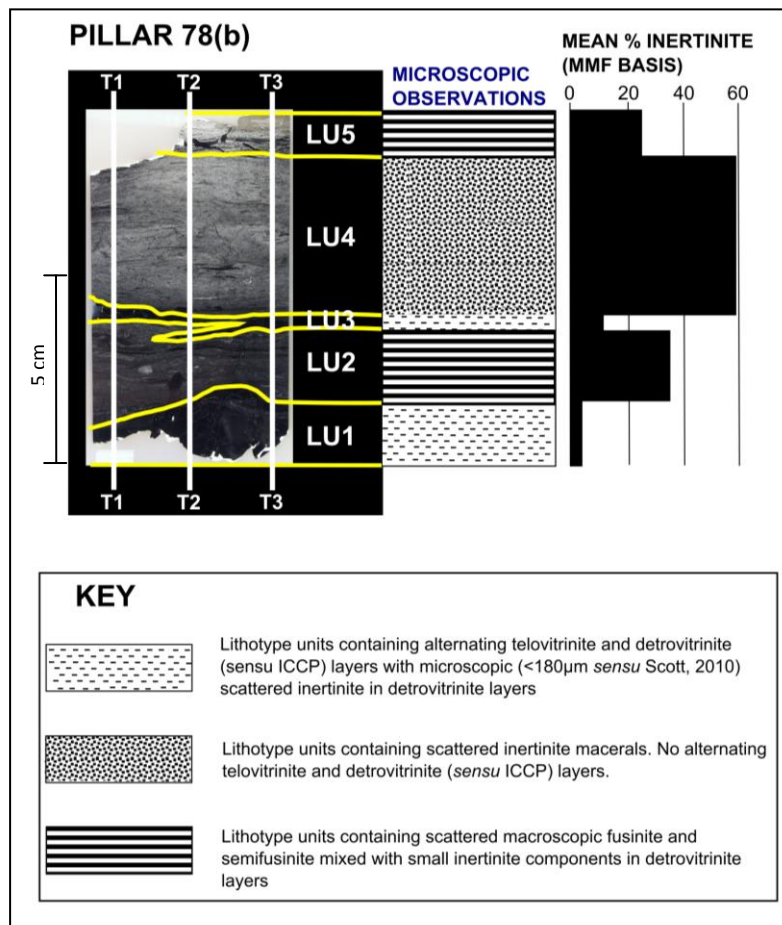 PILLAR 78(b)
MEAN % INERTINITE
(MMF BASIS)
MICROSCOPIC
OBSERVATIONS
0 20 40 60
T1 T2 T3
LU5
LU4
LU3
LU2
LU1
5 cm
T1 T2 T3
KEY
Lithotype units containing alternating telovitrinite and detrovitrinite
(sensu ICCP) layers with microscopic (<180µm sensu Scott, 2010)
scattered inertinite in detrovitrinite layers
Lithotype units containing scattered inertinite macerals. No alternating
telovitrinite and detrovitrinite (sensu ICCP) layers.
Lithotype units containing scattered macroscopic fusinite and
semifusinite mixed with small inertinite components in detrovitrinite
layers